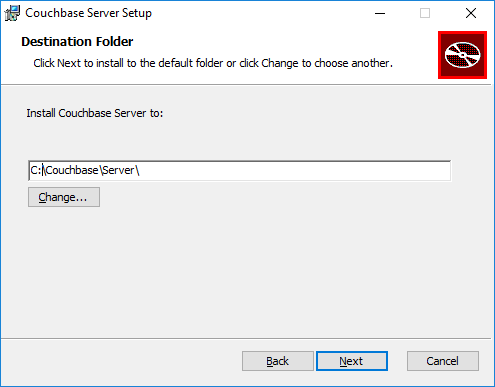 Couchbase Server Setup
Destination Folder
Click Next to install to the default folder or click Change to choose another.
Install Couchbase Server to:
C:\Couchbase\Server\
Change...
Back
Next
Cancel